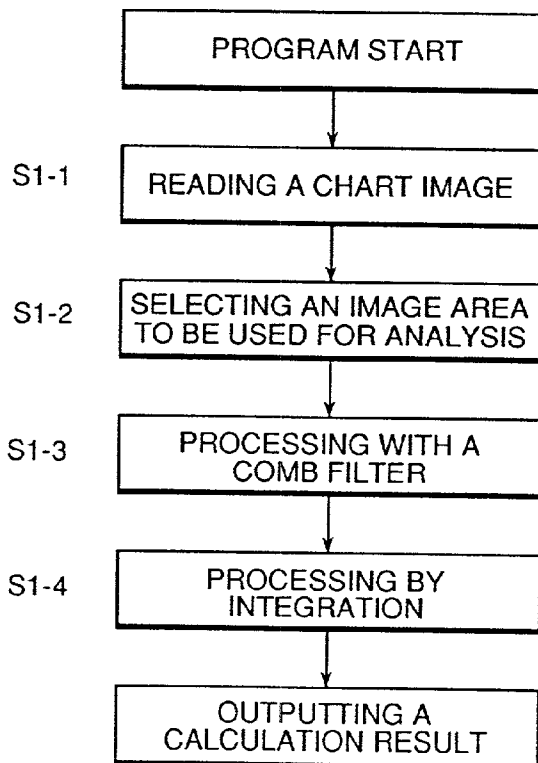 PROGRAM START
S1-1
READING A CHART IMAGE
S1-2
SELECTING AN IMAGE AREA
TO BE USED FOR ANALYSIS
S1-3
PROCESSING WITH A
COMB FILTER
S1-4
PROCESSING BY
INTEGRATION
OUTPUTTING A
CALCULATION RESULT